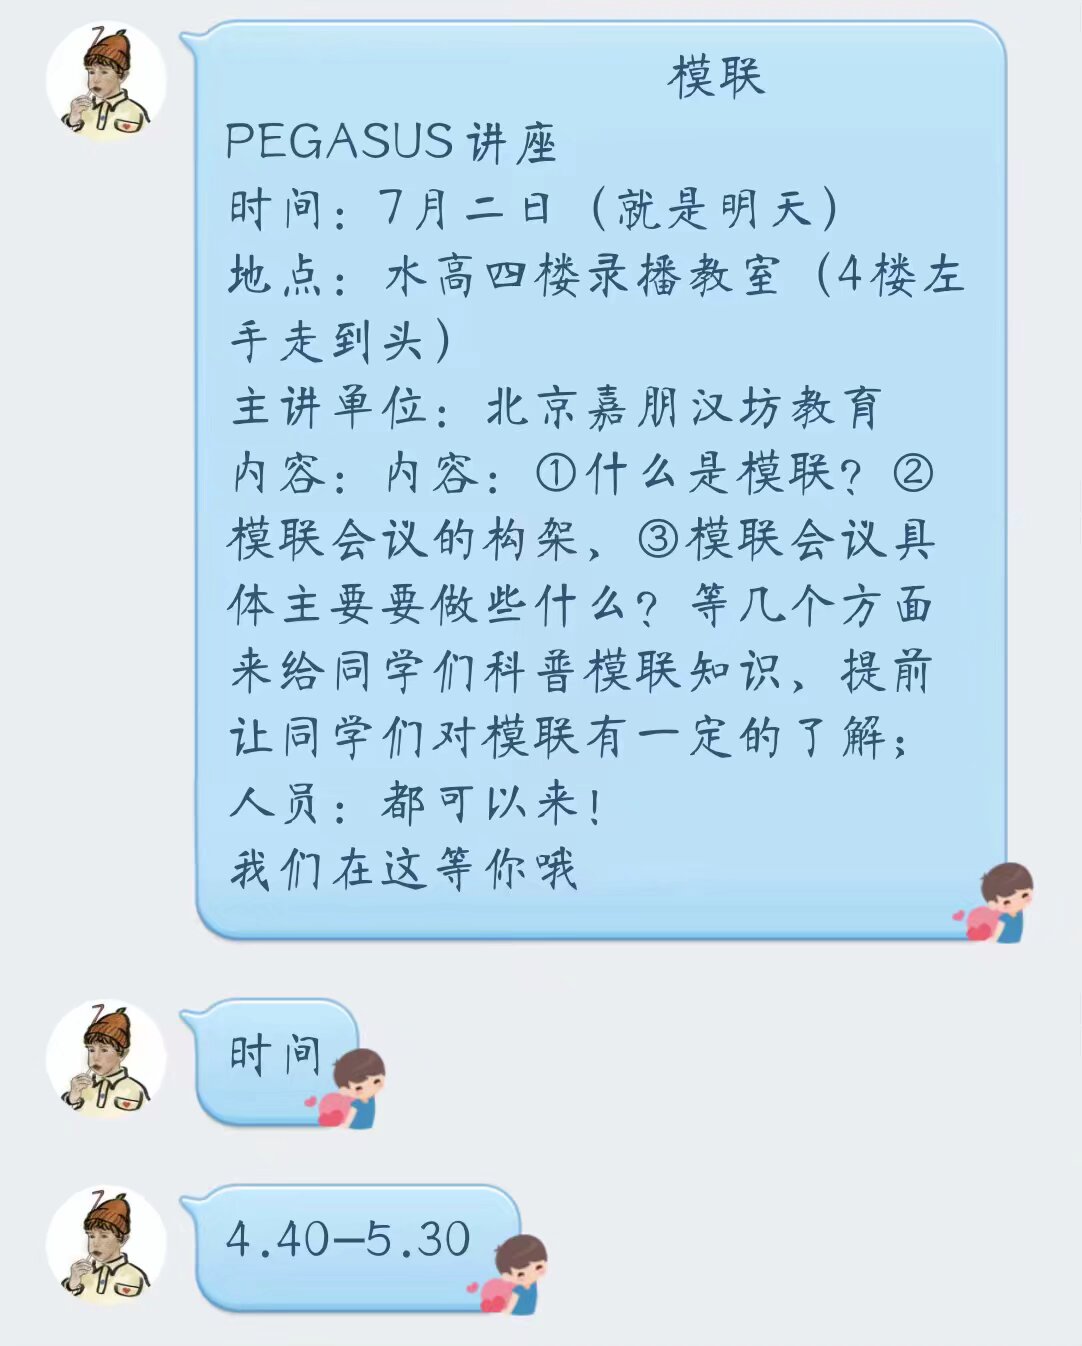 模联
PEGASUS讲座
时间：7月二日（就是明天）
地点：水高四楼录播教室（4楼左
手走到头）
主讲单位：北京嘉朋汉坊教育
内容：内容：①什么是模联？②
模联会议的构架、③模联会议具
体主要要做些什么？等几个方面
来给同学们科普模联知识、提前
让同学们对模联有一定的了解；
人员：都可以来！
我们在这等你哦
时间
4.40—5.30